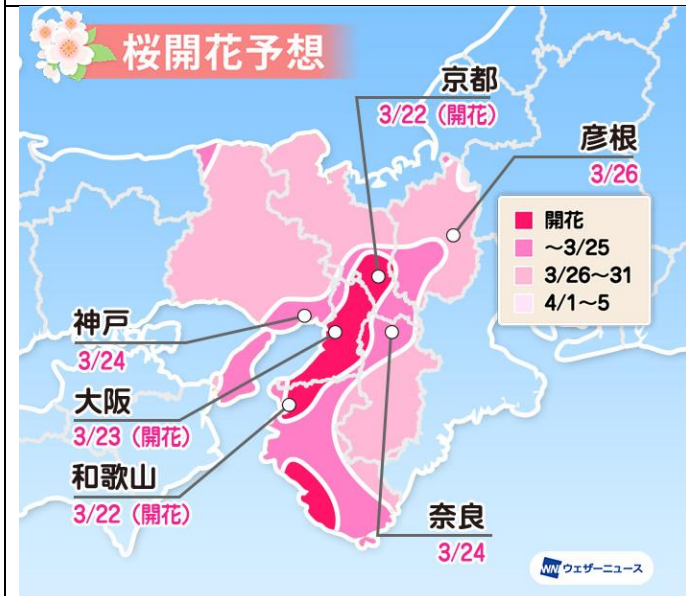 桜開花予想
京都
3/22（開花）
彦根
3/26
開花
～3/25
3/26～31
4/1～5
神戸
3/24
大阪
3/23（開花）
和歌山
3/22（開花）
奈良
3/24
WNI ウェザーニュース